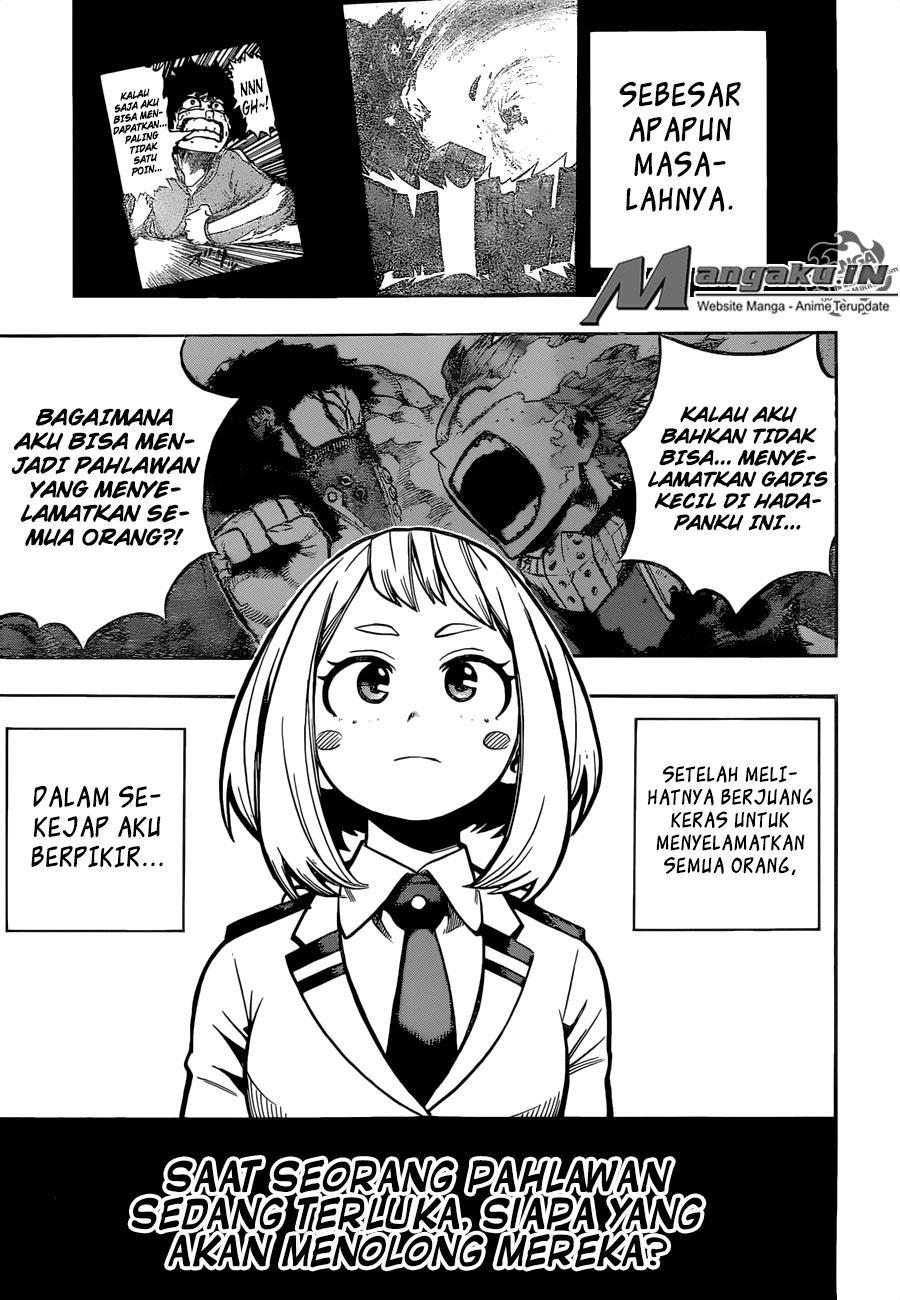 SEBESAR
APAPUN
MASA-
LAHNYA.
NNN
GH~!
KALAU
SAJA AKU
BISA MEN-
DAPATKAN...
PALING
TIDAK
SATU
POIN...
MangaKu.IN
Website Manga - Anime Terupdate
KALAU AKU
BAHKAN TIDAK
BISA... MENYE-
LAMATKAN GADIS
KECIL DI HADA-
PANKU INI...
BAGAIMANA
AKU BISA MEN-
JADI PAHLAWAN
YANG MENYE-
LAMATKAN SE-
MUA ORANG?!
SETELAH MELI-
HATNYA BERJUANG
KERAS UNTUK
MENYELAMATKAN
SEMUA ORANG,
DALAM SE-
KEJAP AKU
BERPIKIR...
SAAT SEORANG PAHLAWAN
SEDANG TERLUKA, SIAPA YANG
AKAN MENOLONG MEREKA?